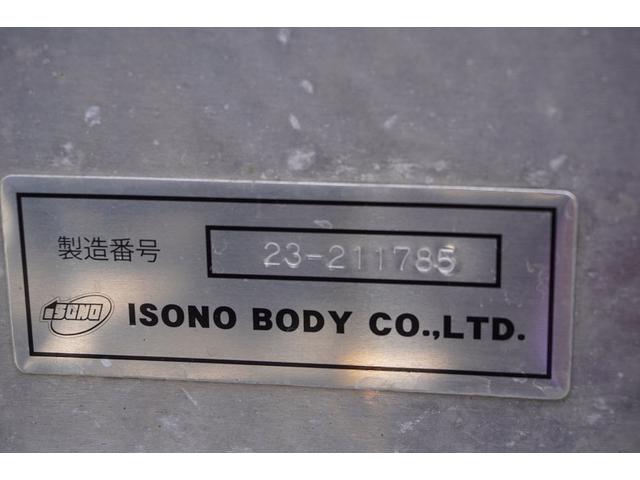 製造番号 23-211785
ISONO ISONO BODY CO.,LTD.